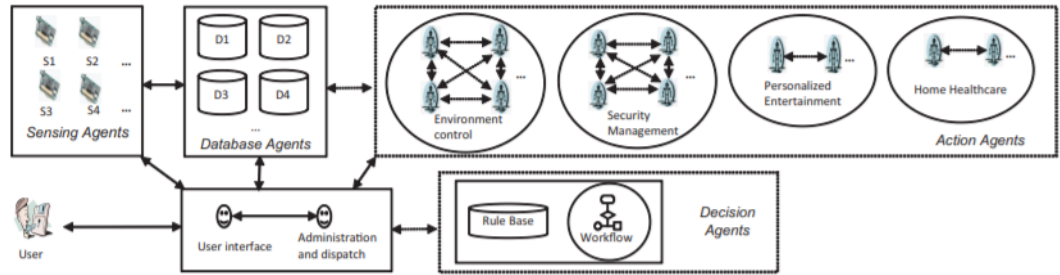 S1 S2 ...
S3 S4 ...
Sensing Agents
D1 D2
D3 D4
...
Database Agents
...
Environment
control
...
Security
Management
...
Personalized
Entertainment
...
Home Healthcare
Action Agents
User
User interface
Administration
and dispatch
Rule Base
Workflow
Decision
Agents